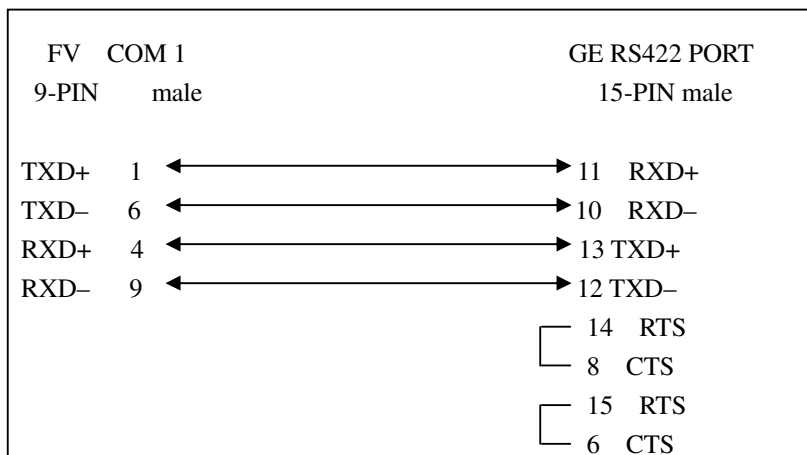 FV COM 1 GE RS422 PORT
9-PIN male 15-PIN male
TXD+ 1 11 RXD+
TXD– 6 10 RXD–
RXD+ 4 13 TXD+
RXD– 9 12 TXD–
14 RTS
8 CTS
15 RTS
6 CTS